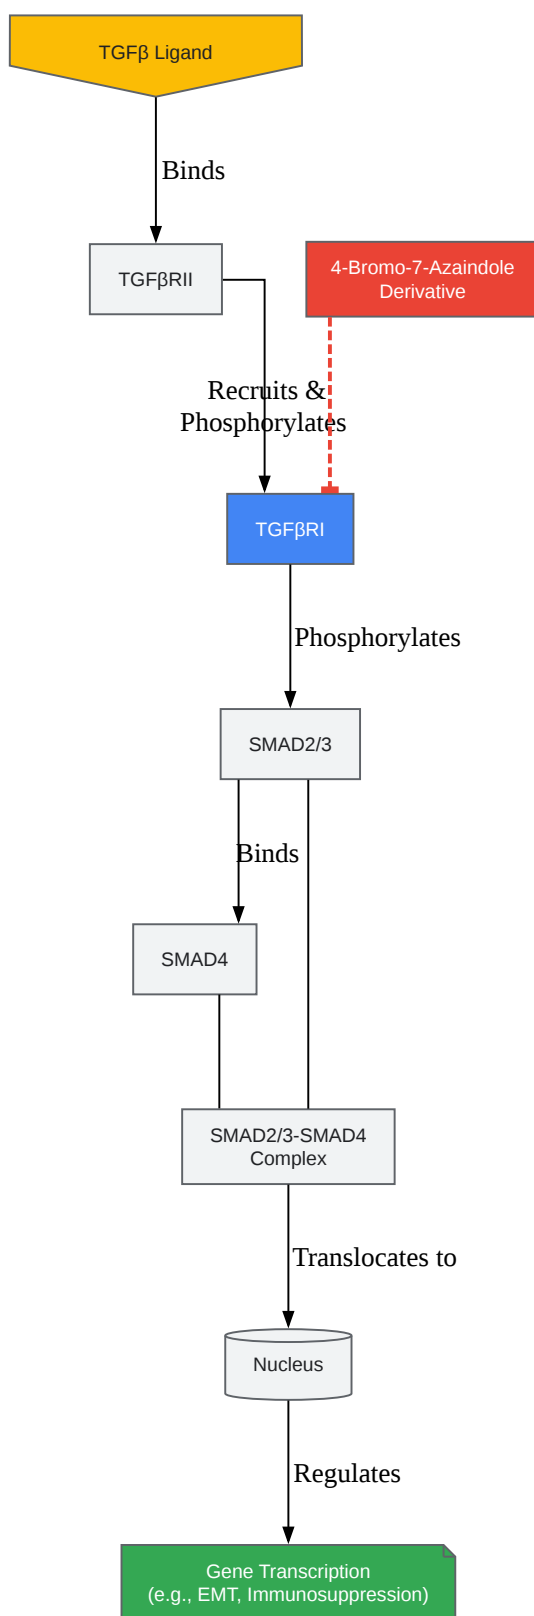 TGFβ Ligand
Binds
TGFβRII
4-Bromo-7-Azaindole
Derivative
Recruits &
Phosphorylates
TGFβRI
Phosphorylates
SMAD2/3
Binds
SMAD4
SMAD2/3-SMAD4
Complex
Translocates to
Nucleus
Regulates
Gene Transcription
(e.g., EMT, Immunosuppression)